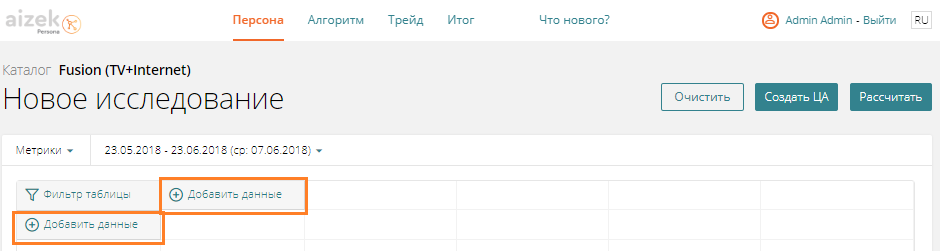 aizek Персона Алгоритм Трейд Итог Что нового? Admin Admin - Выйти RU
Persona
Каталог Fusion (TV+Internet)
Новое исследование Очистить Создать ЦА Рассчитать
Метрики 23.05.2018 - 23.06.2018 (ср: 07.06.2018)
Фильтр таблицы Добавить данные
Добавить данные